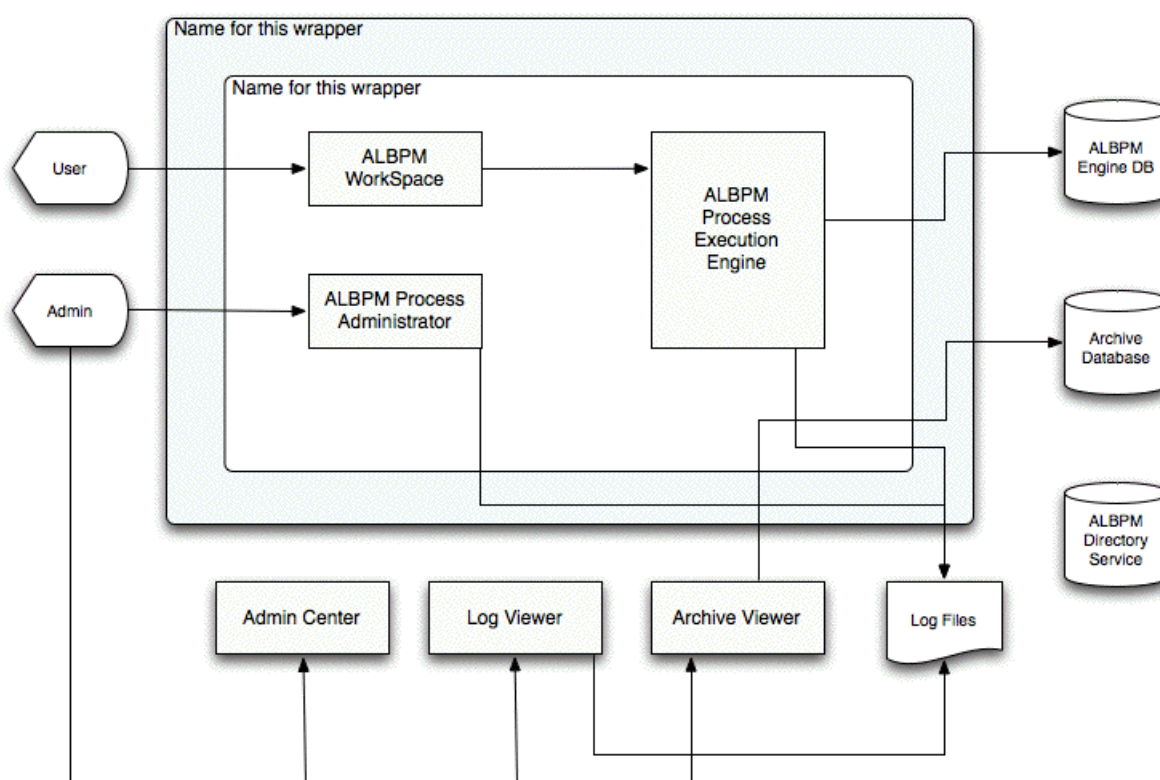 Name for this wrapper
Name for this wrapper
User
ALBPM
WorkSpace
ALBPM
Process
Execution
Engine
ALBPM
Engine DB
Admin
ALBPM Process
Administrator
Archive
Database
ALBPM
Directory
Service
Admin Center
Log Viewer
Archive Viewer
Log Files